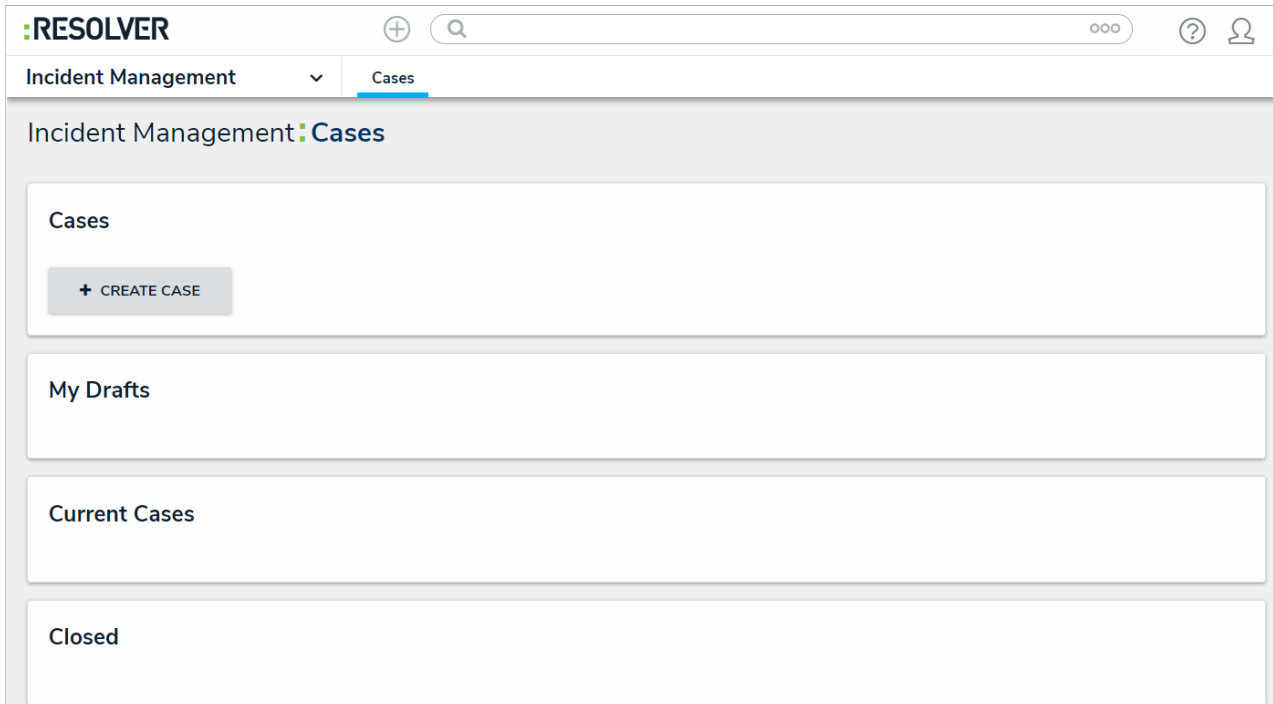 :RESOLVER
Incident Management
Cases
Incident Management:Cases
Cases
+ CREATE CASE
My Drafts
Current Cases
Closed